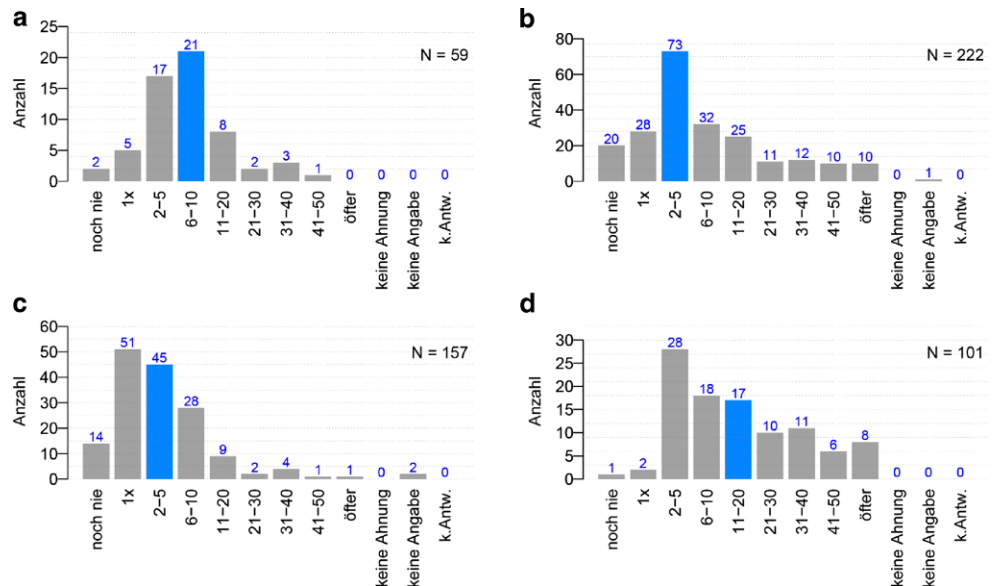 a
Anzahl
25
20
15
10
5
0
N = 59
2 5 17 21 8 2 3 1 0 0 0 0
noch nie 1x 2–5 6–10 11–20 21–30 31–40 41–50 öfter keine Ahnung keine Angabe k.Antw.
b
Anzahl
80
60
40
20
0
N = 222
20 28 73 32 25 11 12 10 10 0 1 0
noch nie 1x 2–5 6–10 11–20 21–30 31–40 41–50 öfter keine Ahnung keine Angabe k.Antw.
c
Anzahl
60
50
40
30
20
10
0
N = 157
14 51 45 28 9 2 4 1 1 0 2 0
noch nie 1x 2–5 6–10 11–20 21–30 31–40 41–50 öfter keine Ahnung keine Angabe k.Antw.
d
Anzahl
30
25
20
15
10
5
0
N = 101
1 2 28 18 17 10 11 6 8 0 0 0
noch nie 1x 2–5 6–10 11–20 21–30 31–40 41–50 öfter keine Ahnung keine Angabe k.Antw.